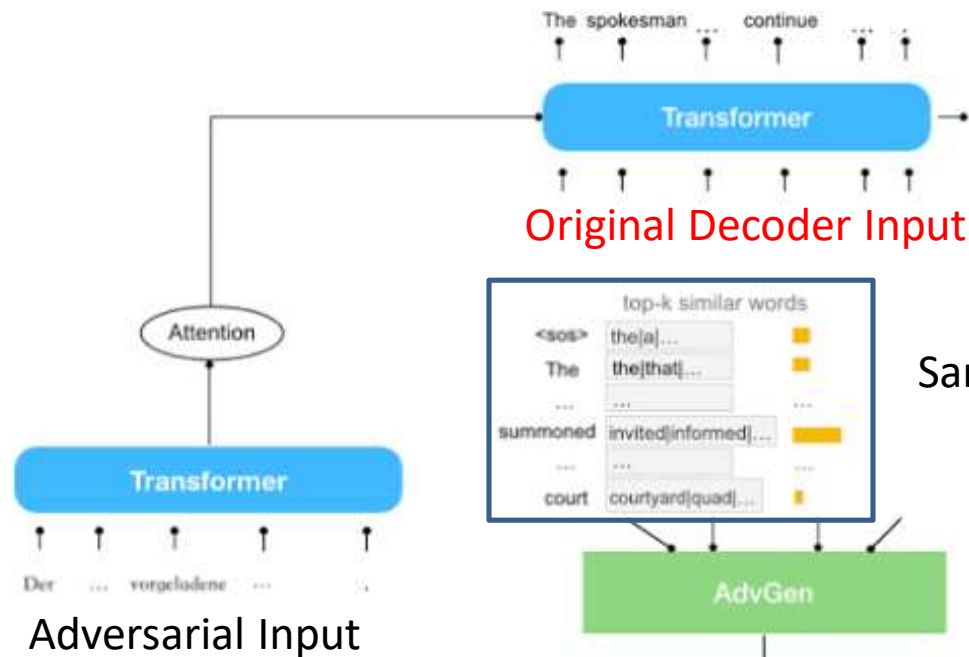 The spokesman ... continue ... .
Transformer
Original Decoder Input
top-k similar words
<sos> the|a|...
The the|that|...
... ... ...
summoned invited|informed|...
... ... ...
court courtyard|quad|...
Attention
Transformer
Der ... vorgeladene ... .
Adversarial Input
AdvGen